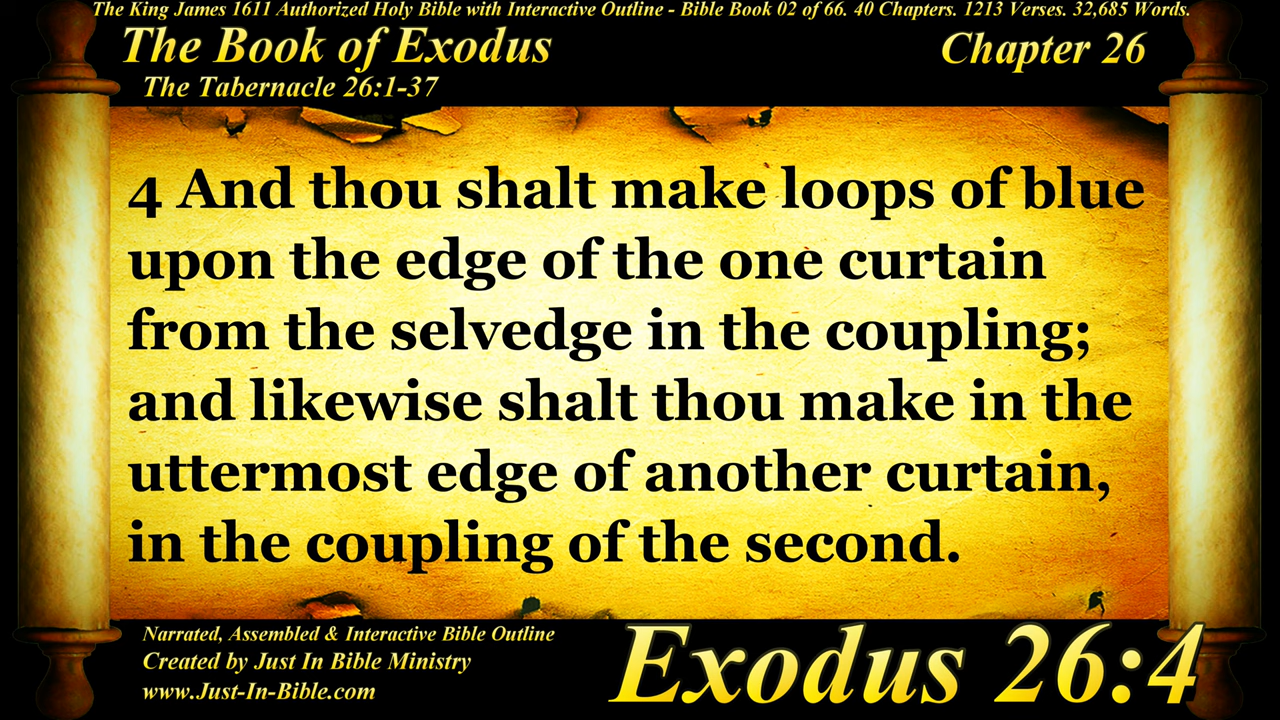 The King James 1611 Authorized Holy Bible with Interactive Outline - Bible Book 02 of 66. 40 Chapters. 1213 Verses. 32,685 Words.
The Book of Exodus
Chapter 26
The Tabernacle 26:1-37
4 And thou shalt make loops of blue
upon the edge of the one curtain
from the selvedge in the coupling;
and likewise shalt thou make in the
uttermost edge of another curtain,
in the coupling of the second.
Narrated, Assembled & Interactive Bible Outline
Created by Just In Bible Ministry
www.Just-In-Bible.com
Exodus 26:4